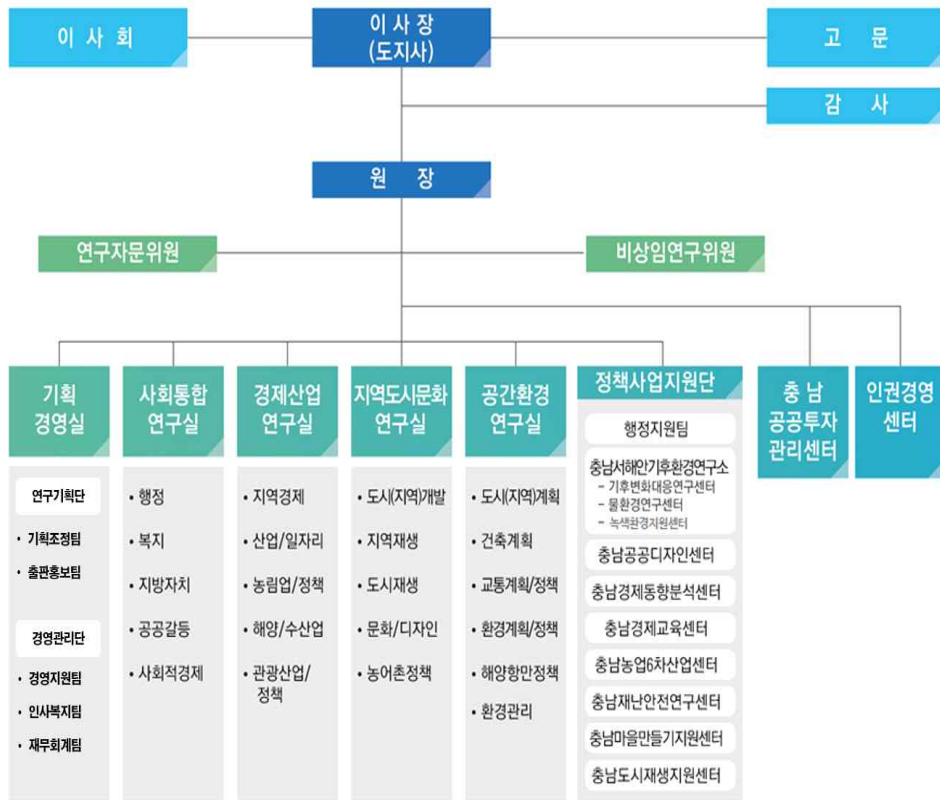 이 사 회
이 사 장
(도지사)
고 문
감 사
원 장
연구자문위원
비상임연구위원
기획
경영실
연구기획단
• 기획조정팀
• 출판홍보팀
경영관리단
• 경영지원팀
• 인사복지팀
• 재무회계팀
사회통합
연구실
• 행정
• 복지
• 지방자치
• 공공갈등
• 사회적경제
경제산업
연구실
• 지역경제
• 산업/일자리
• 농림업/정책
• 해양/수산업
• 관광산업/
정책
지역도시문화
연구실
• 도시(지역)개발
• 지역재생
• 도시재생
• 문화/디자인
• 농어촌정책
공간환경
연구실
• 도시(지역)계획
• 건축계획
• 교통계획/정책
• 환경계획/정책
• 해양항만정책
• 환경관리
정책사업지원단
행정지원팀
충남서해안기후환경연구소
– 기후변화대응연구센터
– 물환경연구센터
– 녹색환경지원센터
충남공공디자인센터
충남경제동향분석센터
충남경제교육센터
충남농업6차산업센터
충남재난안전연구센터
충남마을만들기지원센터
충남도시재생지원센터
충 남
공공투자
관리센터
인권경영
센터